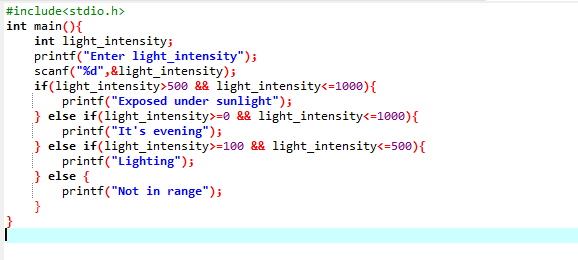 #include<stdio.h>
int main(){
    int light_intensity;
    printf("Enter light_intensity");
    scanf("%d",&light_intensity);
    if(light_intensity>500 && light_intensity<=1000){
        printf("Exposed under sunlight");
    } else if(light_intensity>=0 && light_intensity<=1000){
        printf("It's evening");
    } else if(light_intensity>=100 && light_intensity<=500){
        printf("Lighting");
    } else {
        printf("Not in range");
    }
}